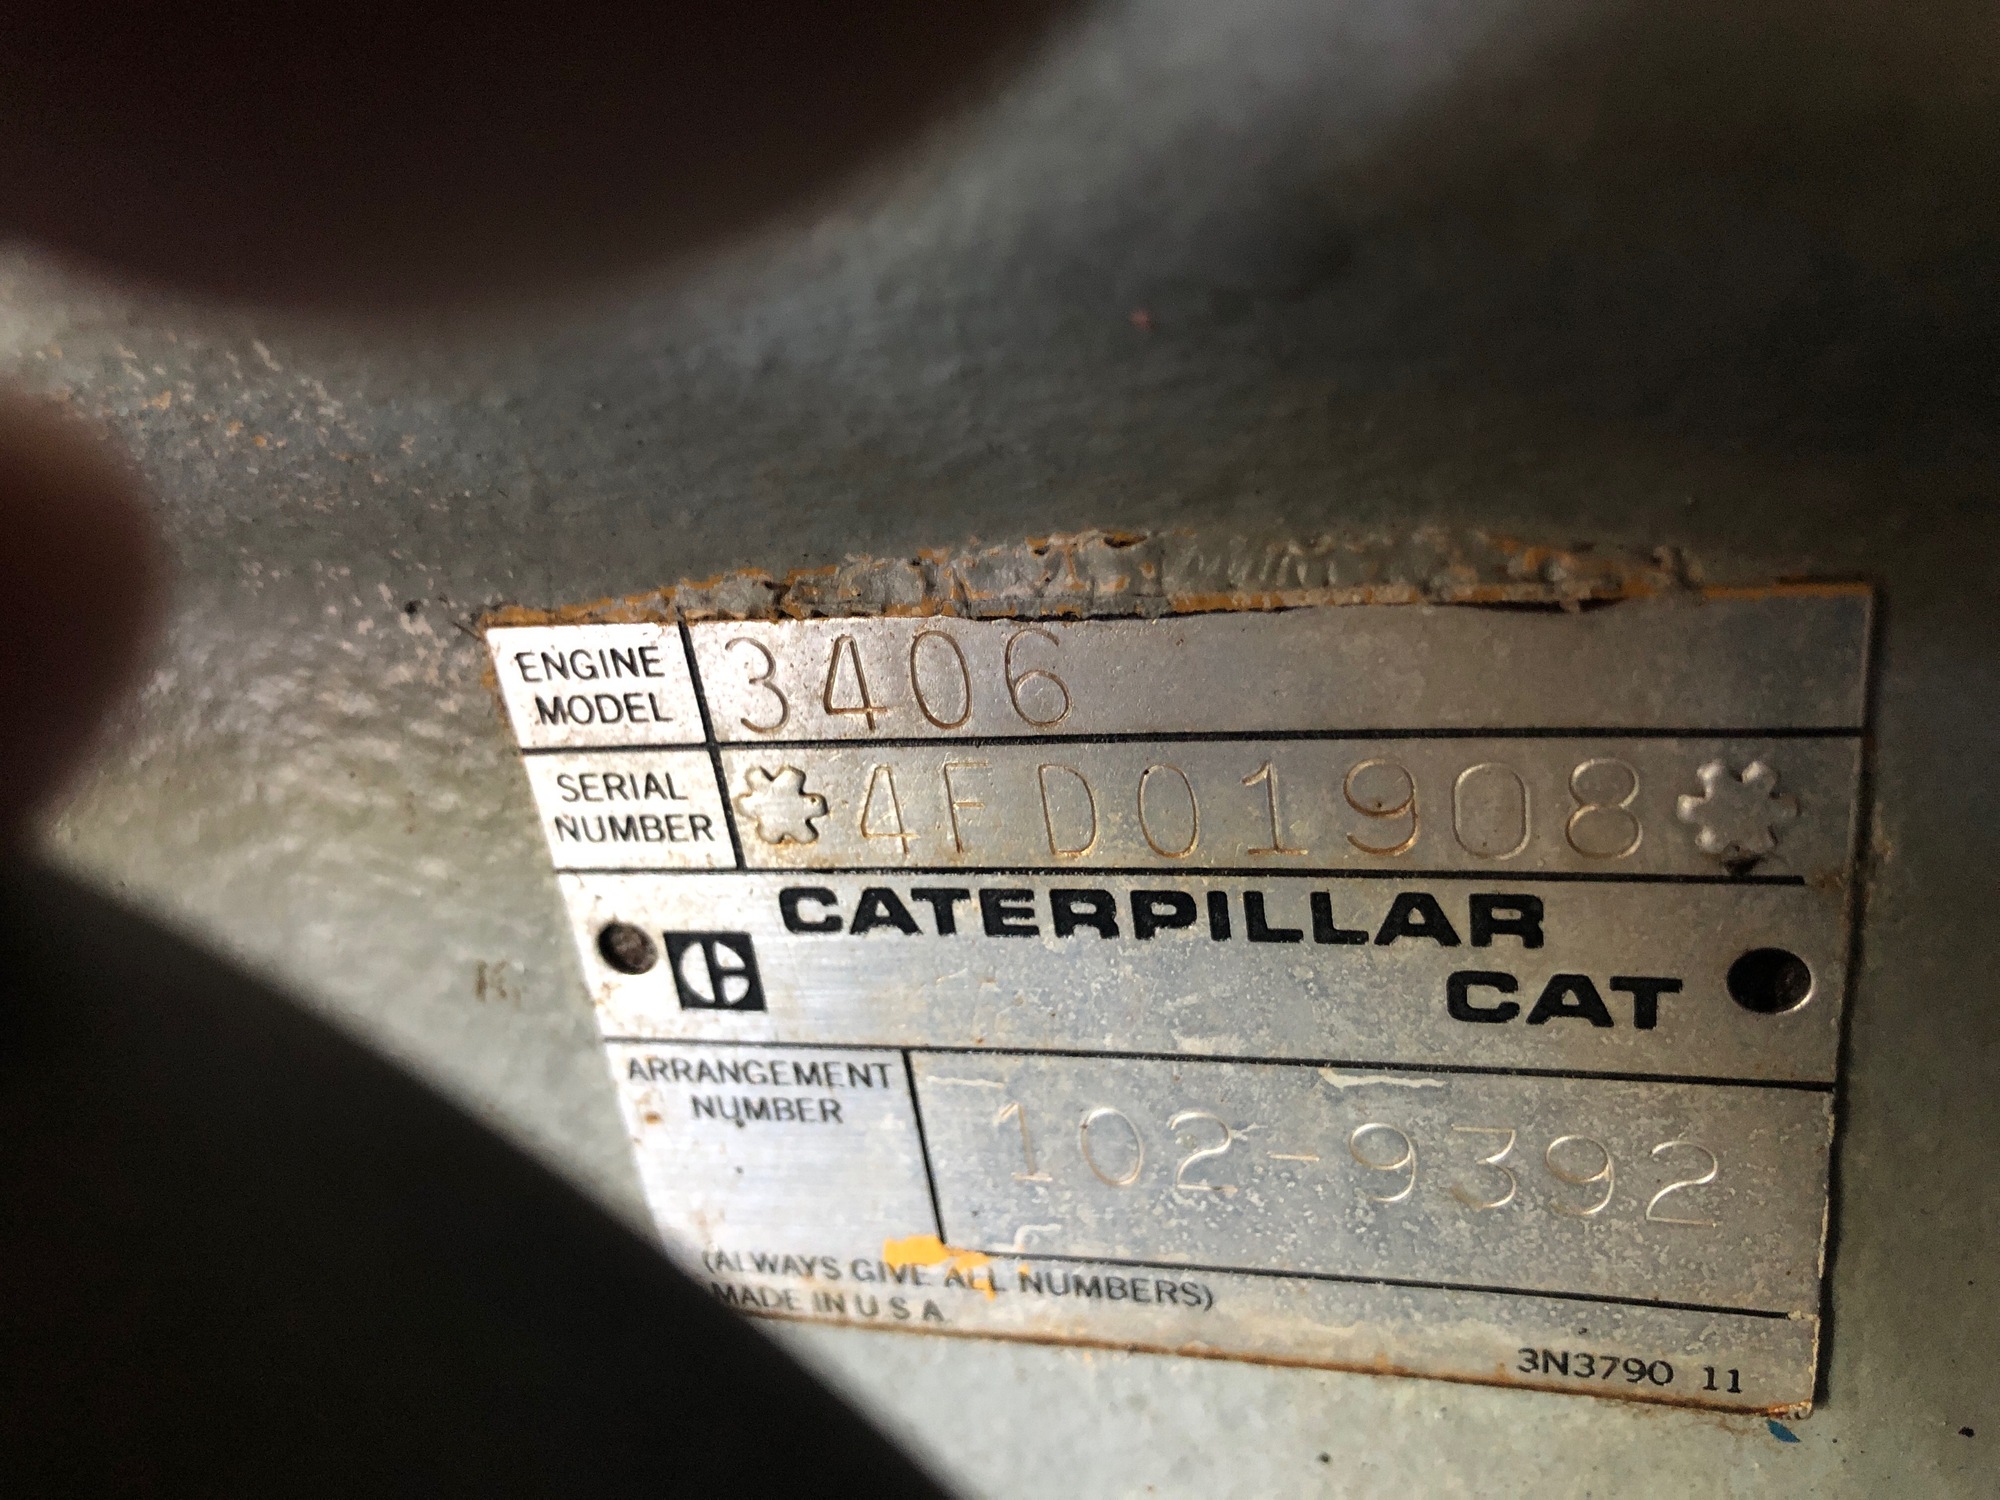 ENGINE MODEL 3406
SERIAL NUMBER 4FD01908
CATERPILLAR
CAT
ARRANGEMENT NUMBER 102-9392
(ALWAYS GIVE ALL NUMBERS)
MADE IN U S A
3N3790 11